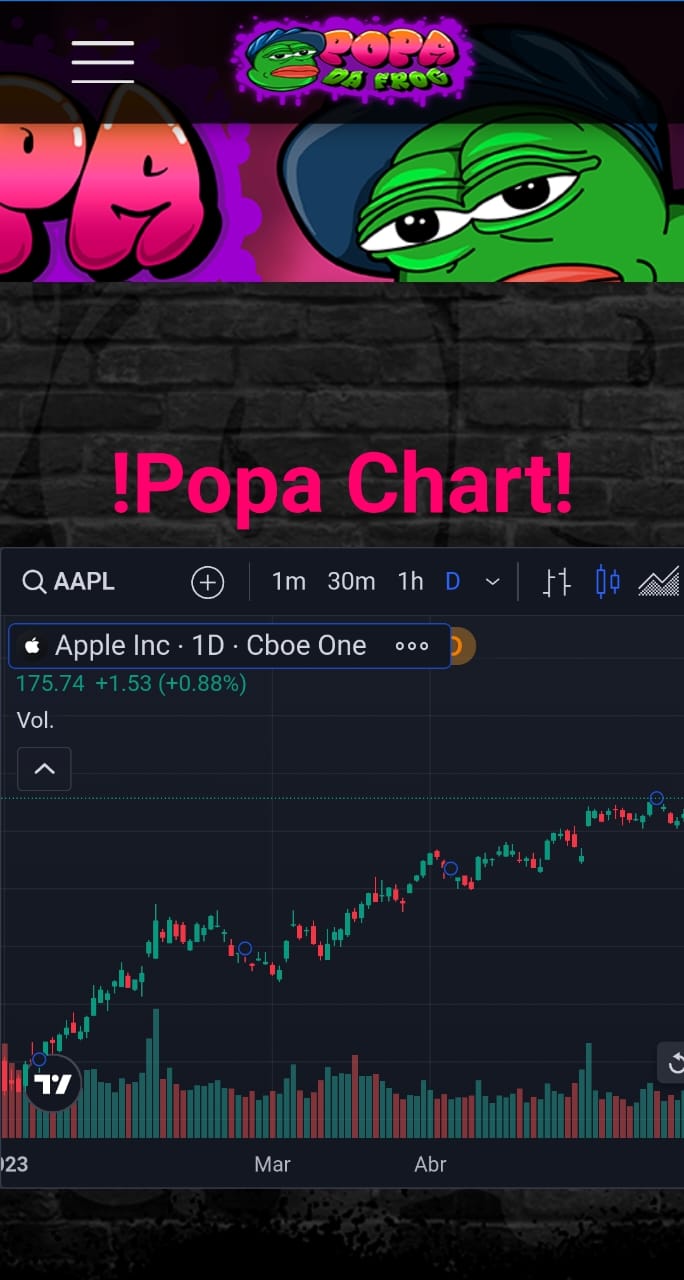 POPA
DA FROG
PA
!Popa Chart!
AAPL 1m 30m 1h D
Apple Inc · 1D · Cboe One D
175.74 +1.53 (+0.88%)
Vol.
023 Mar Abr